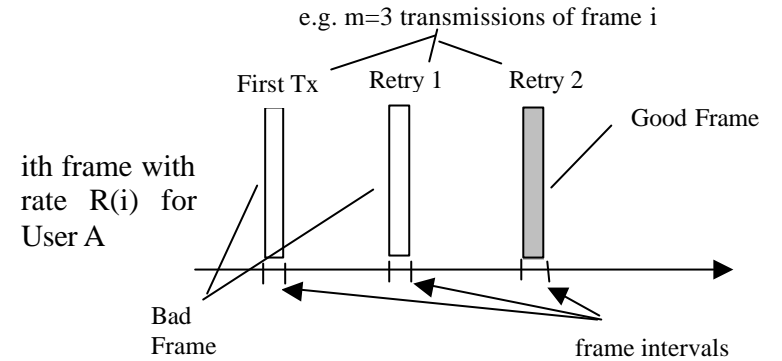 e.g. m=3 transmissions of frame i
First Tx
Retry 1
Retry 2
Good Frame
ith frame with
rate R(i) for
User A
Bad
Frame
frame intervals